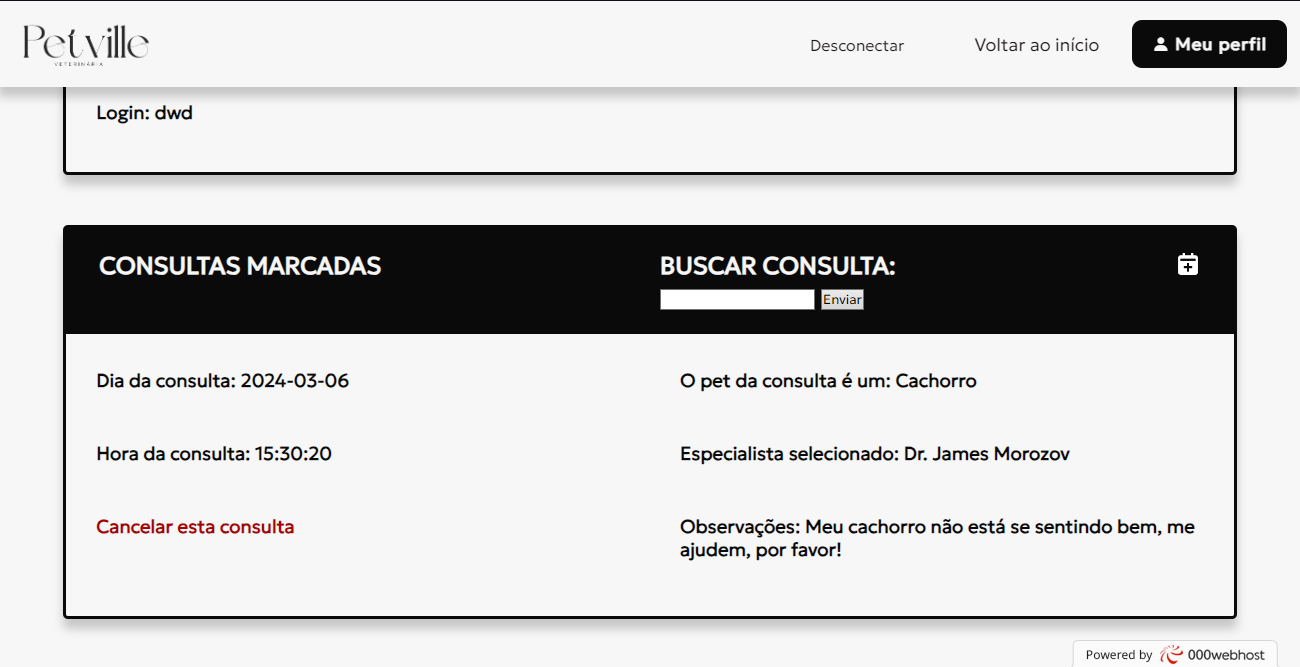 Petville
VETERINÁRIA
Desconectar
Voltar ao início
Meu perfil
Login: dwd
CONSULTAS MARCADAS
BUSCAR CONSULTA:
Enviar
Dia da consulta: 2024-03-06
O pet da consulta é um: Cachorro
Hora da consulta: 15:30:20
Especialista selecionado: Dr. James Morozov
Cancelar esta consulta
Observações: Meu cachorro não está se sentindo bem, me
ajudem, por favor!
Powered by 000webhost